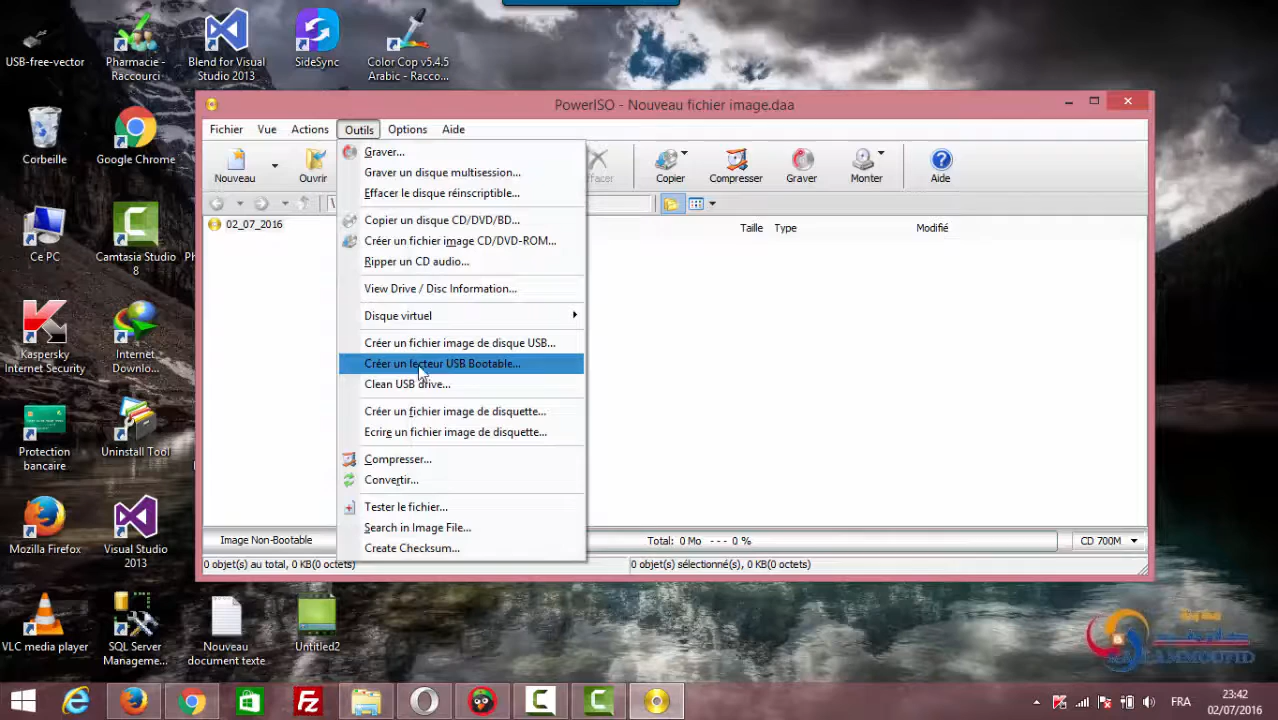 USB-free-vector
Pharmacie -
Raccourci
Blend for Visual
Studio 2013
SideSync
Color Cop v5.4.5
Arabic - Racco...
Corbeille
Google Chrome
Ce PC
Camtasia Studio
8
Kaspersky
Internet Security
Internet
Downlo...
Protection
bancaire
Uninstall Tool
Mozilla Firefox
Visual Studio
2013
VLC media player
SQL Server
Manageme...
Nouveau
document texte
Untitled2
PowerISO - Nouveau fichier image.daa
Fichier Vue Actions Outils Options Aide
Nouveau Ouvrir Copier Compresser Graver Monter Aide
02_07_2016
Taille Type Modifié
Graver...
Graver un disque multisession...
Effacer le disque réinscriptible...
Copier un disque CD/DVD/BD...
Créer un fichier image CD/DVD-ROM...
Ripper un CD audio...
View Drive / Disc Information...
Disque virtuel
Créer un fichier image de disque USB...
Créer un lecteur USB Bootable...
Clean USB drive...
Créer un fichier image de disquette...
Ecrire un fichier image de disquette...
Compresser...
Convertir...
Tester le fichier...
Search in Image File...
Create Checksum...
Image Non-Bootable
Total: 0 Mo --- 0 %
CD 700M
0 objet(s) au total, 0 KB(0 octets)
0 objet(s) sélectionné(s), 0 KB(0 octets)
FRA
23:42
02/07/2016